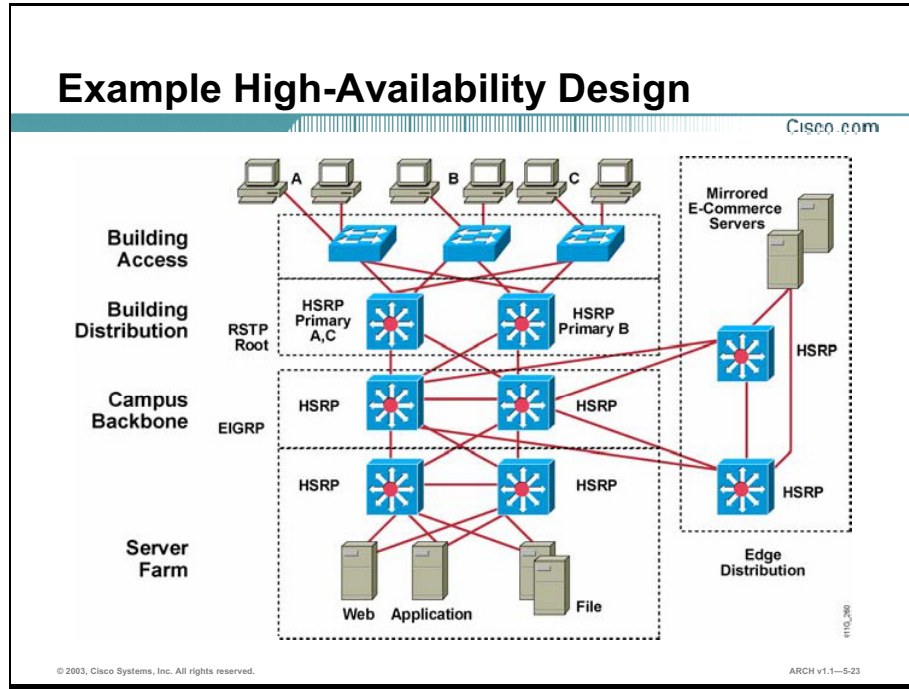 Example High-Availability Design
Cisco.com
A
B
C
Mirrored
E-Commerce
Servers
Building
Access
Building
Distribution
RSTP
Root
HSRP
Primary
A,C
HSRP
Primary B
HSRP
Campus
Backbone
EIGRP
HSRP
HSRP
HSRP
HSRP
HSRP
Server
Farm
Edge
Distribution
Web
Application
File
© 2003, Cisco Systems, Inc. All rights reserved.
ARCH v1.1—5-23